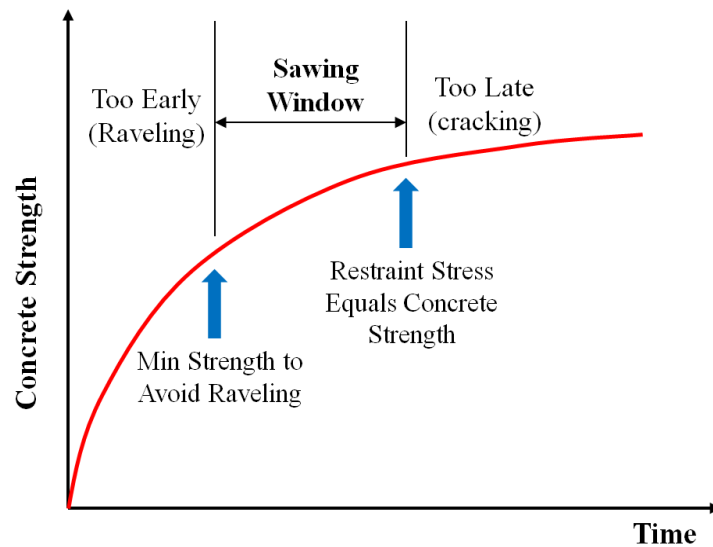 Sawing
Window
Too Early
(Raveling)
Too Late
(cracking)
Restraint Stress
Equals Concrete
Strength
Min Strength to
Avoid Raveling
Concrete Strength
Time